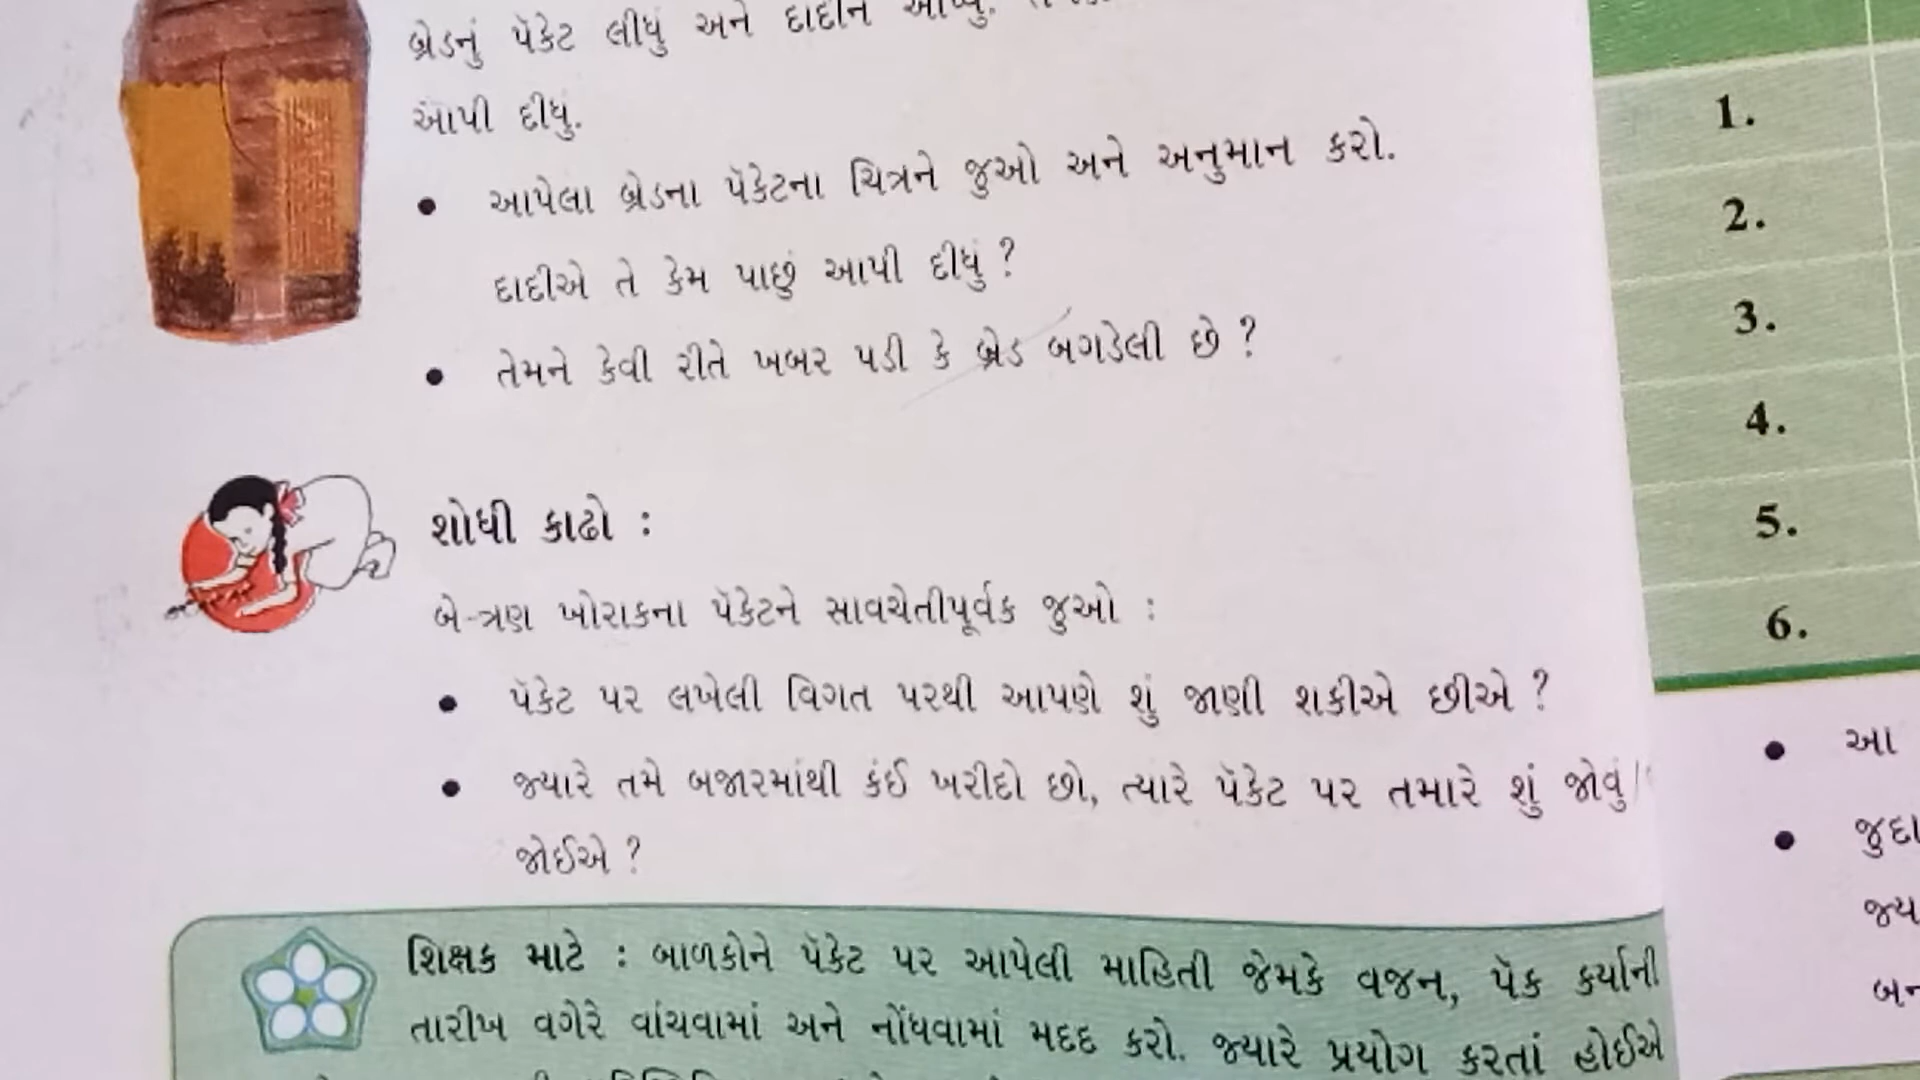 બ્રેડનું પૅકેટ લીધું અને દાદીને આપ્યું.
આપી દીધું.
• આપેલા બ્રેડના પૅકેટના ચિત્રને જુઓ અને અનુમાન કરો.
દાદીએ તે કેમ પાછું આપી દીધું ?
• તેમને કેવી રીતે ખબર પડી કે બ્રેડ બગડેલી છે ?
શોધી કાઢો :
બે-ત્રણ ખોરાકના પૅકેટને સાવચેતીપૂર્વક જુઓ :
• પૅકેટ પર લખેલી વિગત પરથી આપણે શું જાણી શકીએ છીએ ?
• જ્યારે તમે બજારમાંથી કંઈ ખરીદો છો, ત્યારે પૅકેટ પર તમારે શું જોવું
જોઈએ ?
શિક્ષક માટે : બાળકોને પૅકેટ પર આપેલી માહિતી જેમકે વજન, પૅક કર્યાની
તારીખ વગેરે વાંચવામાં અને નોંધવામાં મદદ કરો. જ્યારે પ્રયોગ કરતાં હોઈએ
1.
2.
3.
4.
5.
6.
• આ
• જુદા
જ્ય
બન